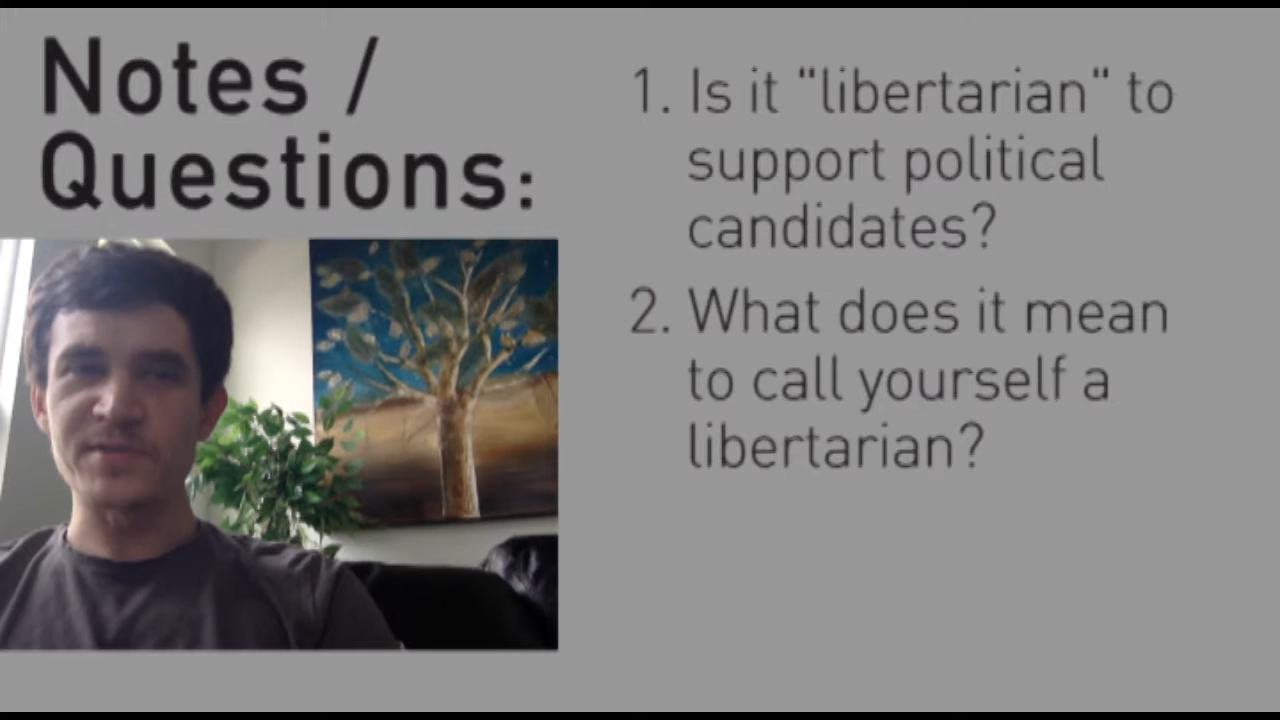 Notes /
Questions:
1. Is it "libertarian" to
support political
candidates?
2. What does it mean
to call yourself a
libertarian?